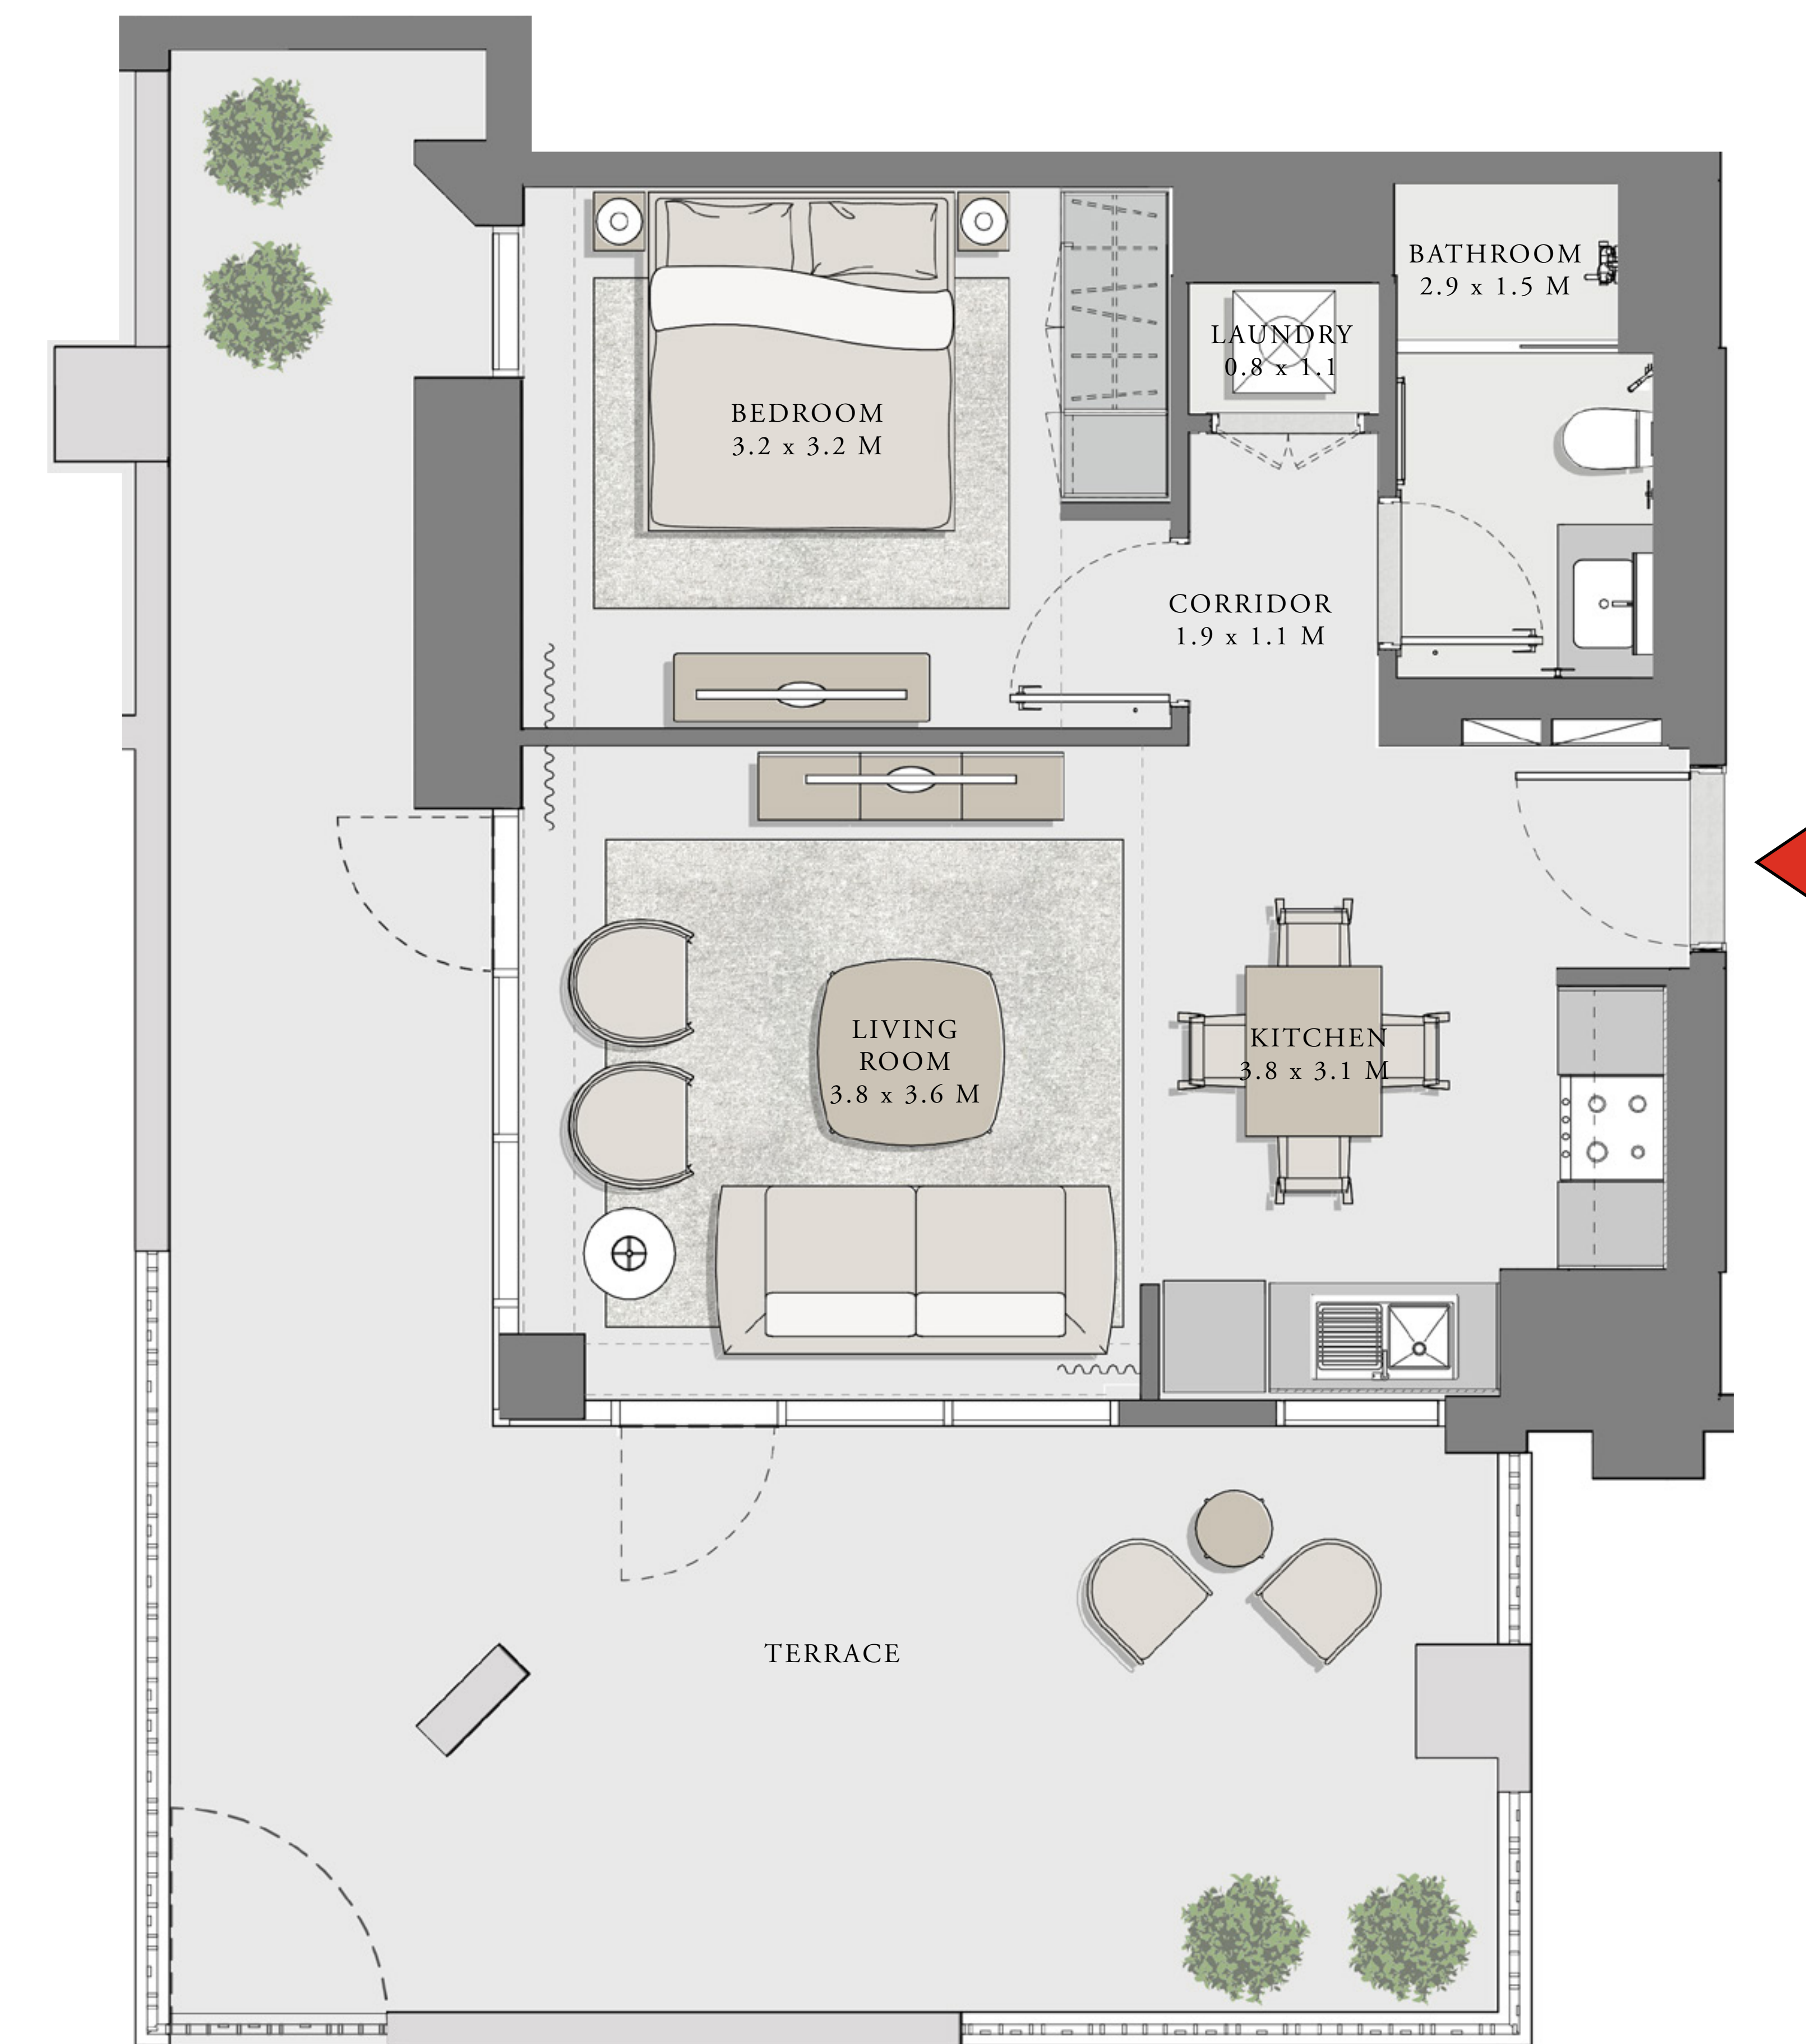 BATHROOM
2.9 x 1.5 M
LAUNDRY
0.8 x 1.1
BEDROOM
3.2 x 3.2 M
CORRIDOR
1.9 x 1.1 M
LIVING
ROOM
3.8 x 3.6 M
KITCHEN
3.8 x 3.1 M
TERRACE